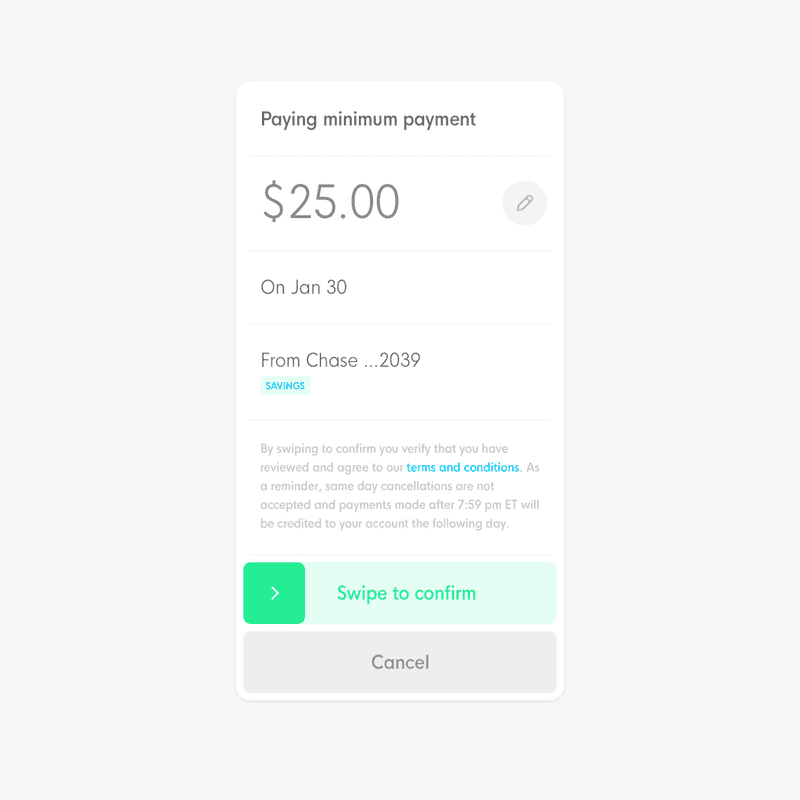 Paying minimum payment
$25.00
On Jan 30
From Chase ...2039
SAVINGS
By swiping to confirm you verify that you have
reviewed and agree to our terms and conditions. As
a reminder, same day cancellations are not
accepted and payments made after 7:59 pm ET will
be credited to your account the following day.
Swipe to confirm
Cancel